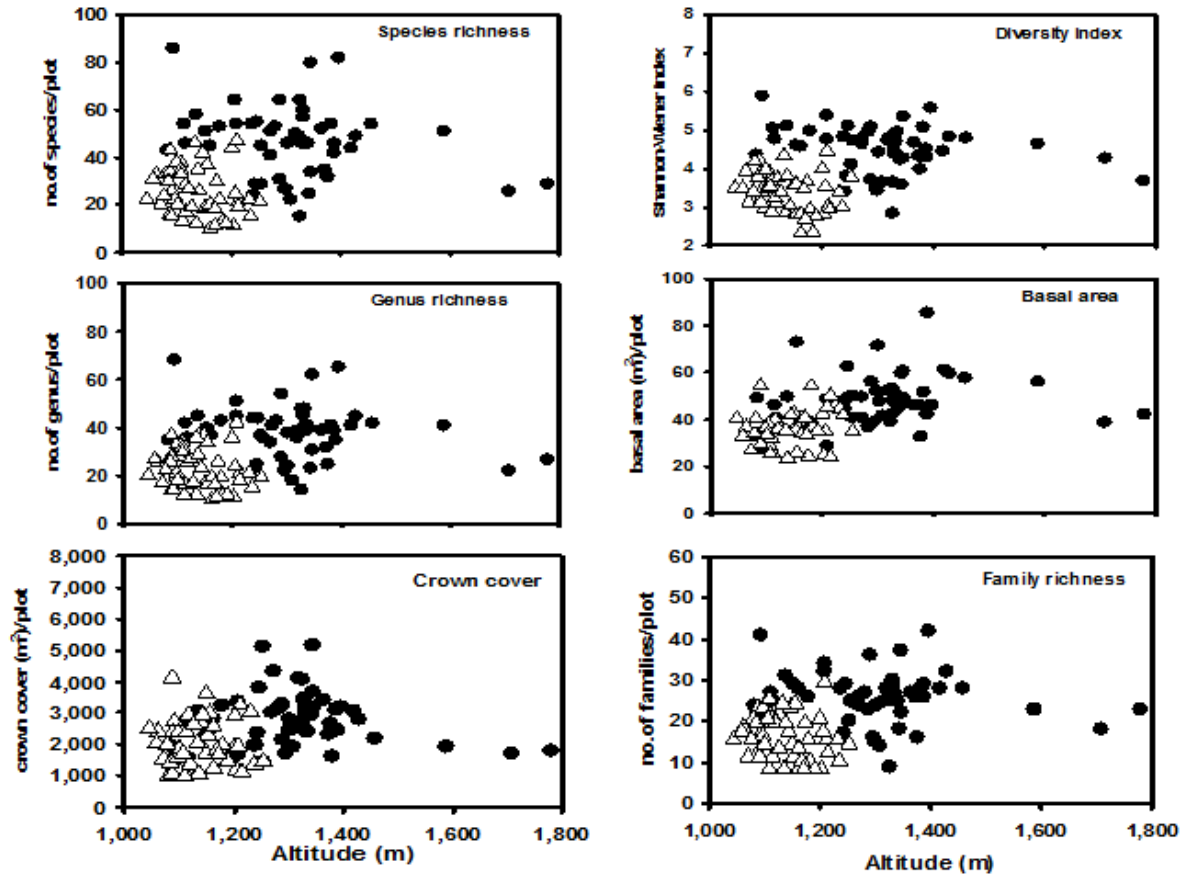 Species richness
no.of species/plot
100
80
60
40
20
0
Diversity index
Shannon-Wiener Index
8
7
6
5
4
3
2
Genus richness
no.of genus/plot
100
80
60
40
20
0
Basal area
basal area (m²)/plot
100
80
60
40
20
0
Crown cover
crown cover (m²)/plot
8,000
7,000
6,000
5,000
4,000
3,000
2,000
1,000
0
1,000 1,200 1,400 1,600 1,800
Altitude (m)
Family richness
no.of families/plot
60
50
40
30
20
10
0
1,000 1,200 1,400 1,600 1,800
Altitude (m)